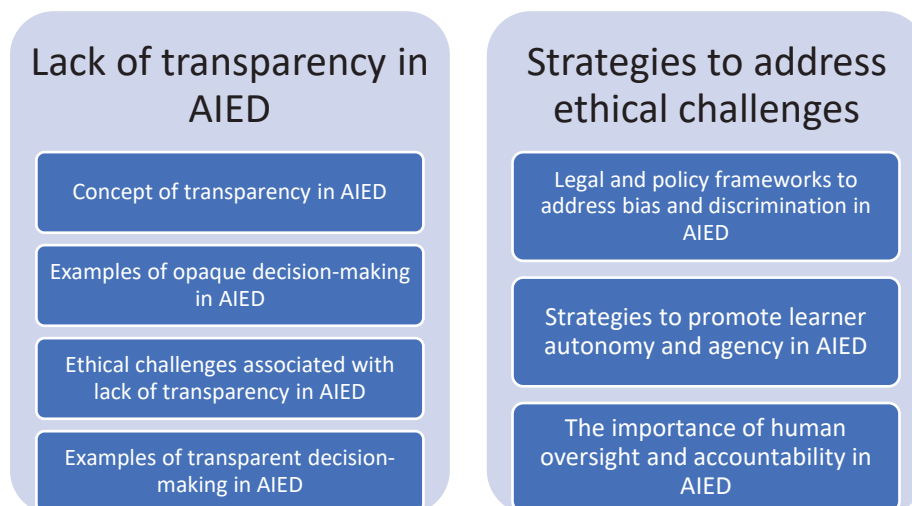 Lack of transparency in
AIED
Concept of transparency in AIED
Examples of opaque decision-making
in AIED
Ethical challenges associated with
lack of transparency in AIED
Examples of transparent decision-
making in AIED
Strategies to address
ethical challenges
Legal and policy frameworks to
address bias and discrimination in
AIED
Strategies to promote learner
autonomy and agency in AIED
The importance of human
oversight and accountability in
AIED